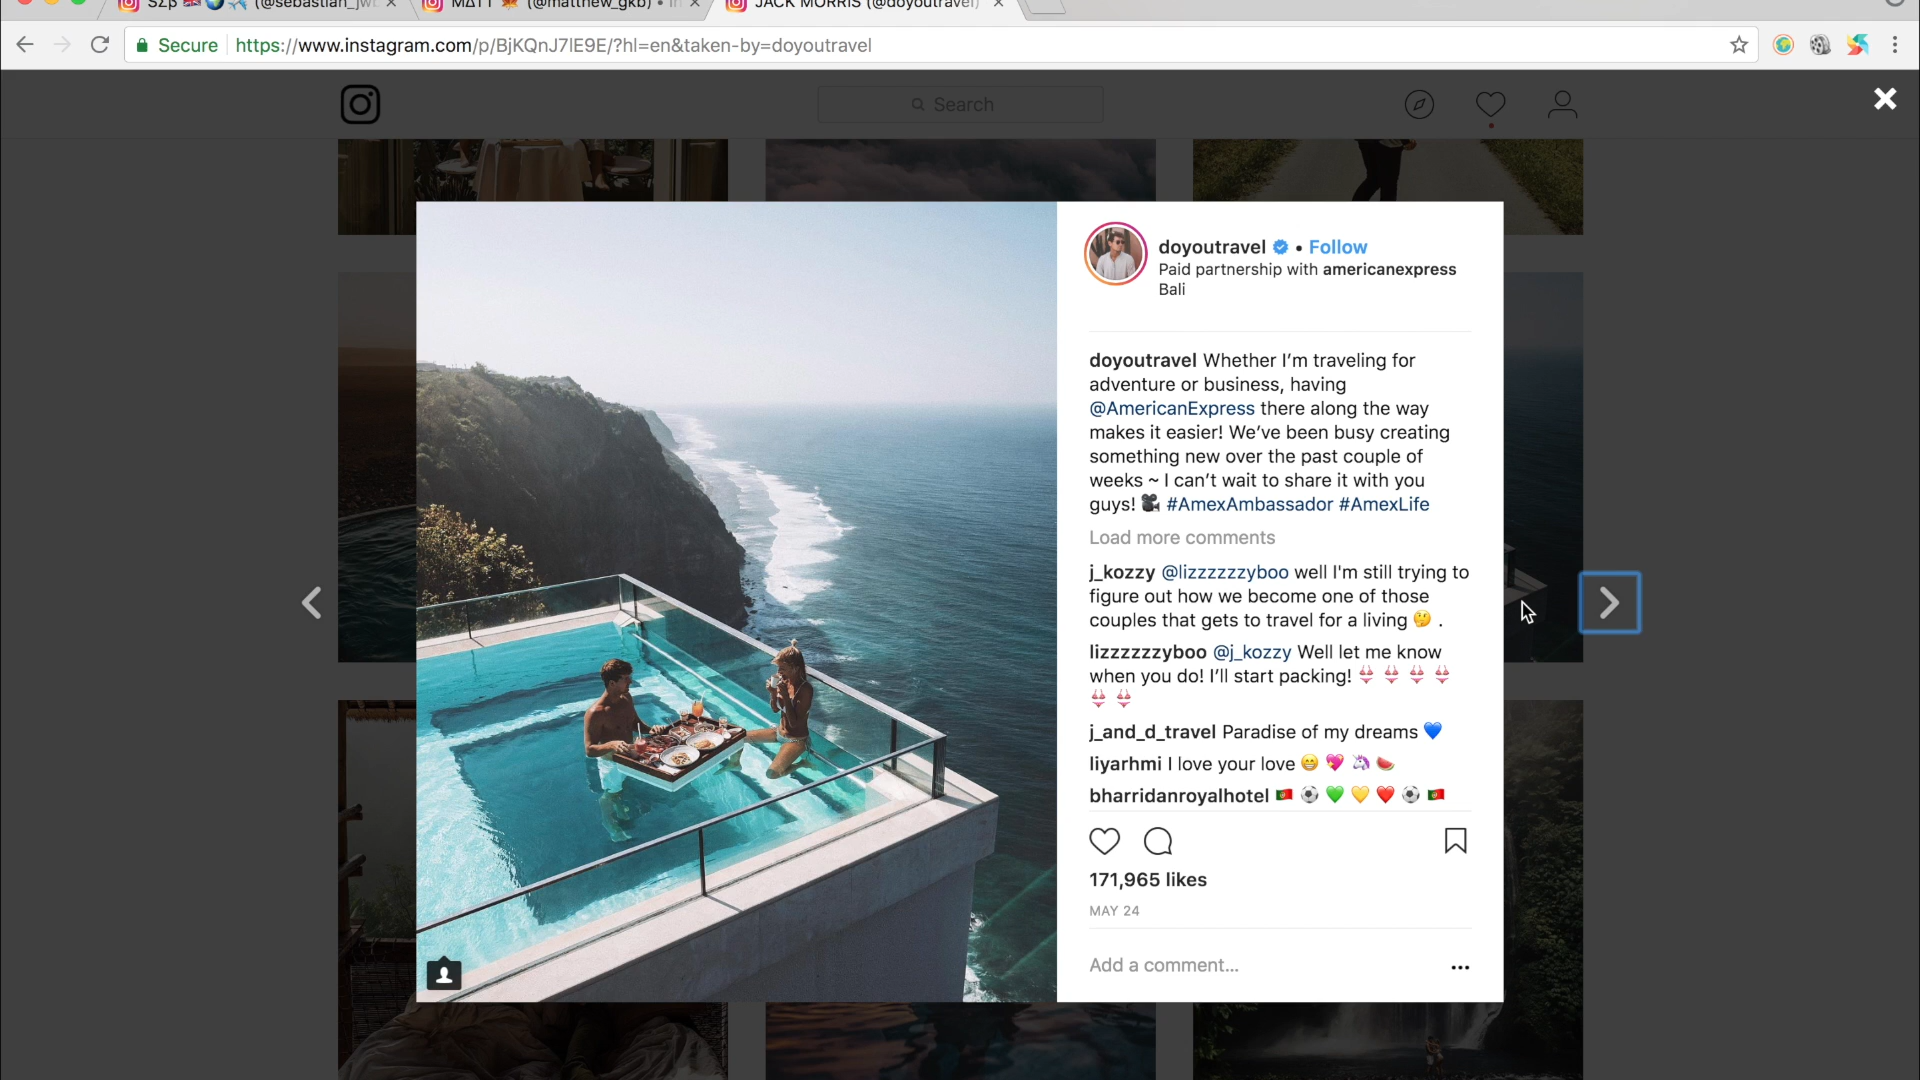 SΣβ 🇬🇧🌍✈️ (@sebastian_jwt
MΔTT 🍁 (@matthew_gkb) • In
JACK MORRIS (@doyoutravel)
Secure https://www.instagram.com/p/BjKQnJ7lE9E/?hl=en&taken-by=doyoutravel
Search
doyoutravel • Follow
Paid partnership with americanexpress
Bali
doyoutravel Whether I’m traveling for
adventure or business, having
@AmericanExpress there along the way
makes it easier! We’ve been busy creating
something new over the past couple of
weeks ~ I can’t wait to share it with you
guys! 🎥 #AmexAmbassador #AmexLife
Load more comments
j_kozzy @lizzzzzzyboo well I'm still trying to
figure out how we become one of those
couples that gets to travel for a living 🤔 .
lizzzzzzyboo @j_kozzy Well let me know
when you do! I’ll start packing! 👙 👙 👙 👙
👙 👙
j_and_d_travel Paradise of my dreams 💙
liyarhmi I love your love 😁 💖 🦄 🍉
bharridanroyalhotel 🇵🇹 ⚽ 💚 💛 ❤️ ⚽ 🇵🇹
171,965 likes
MAY 24
Add a comment...